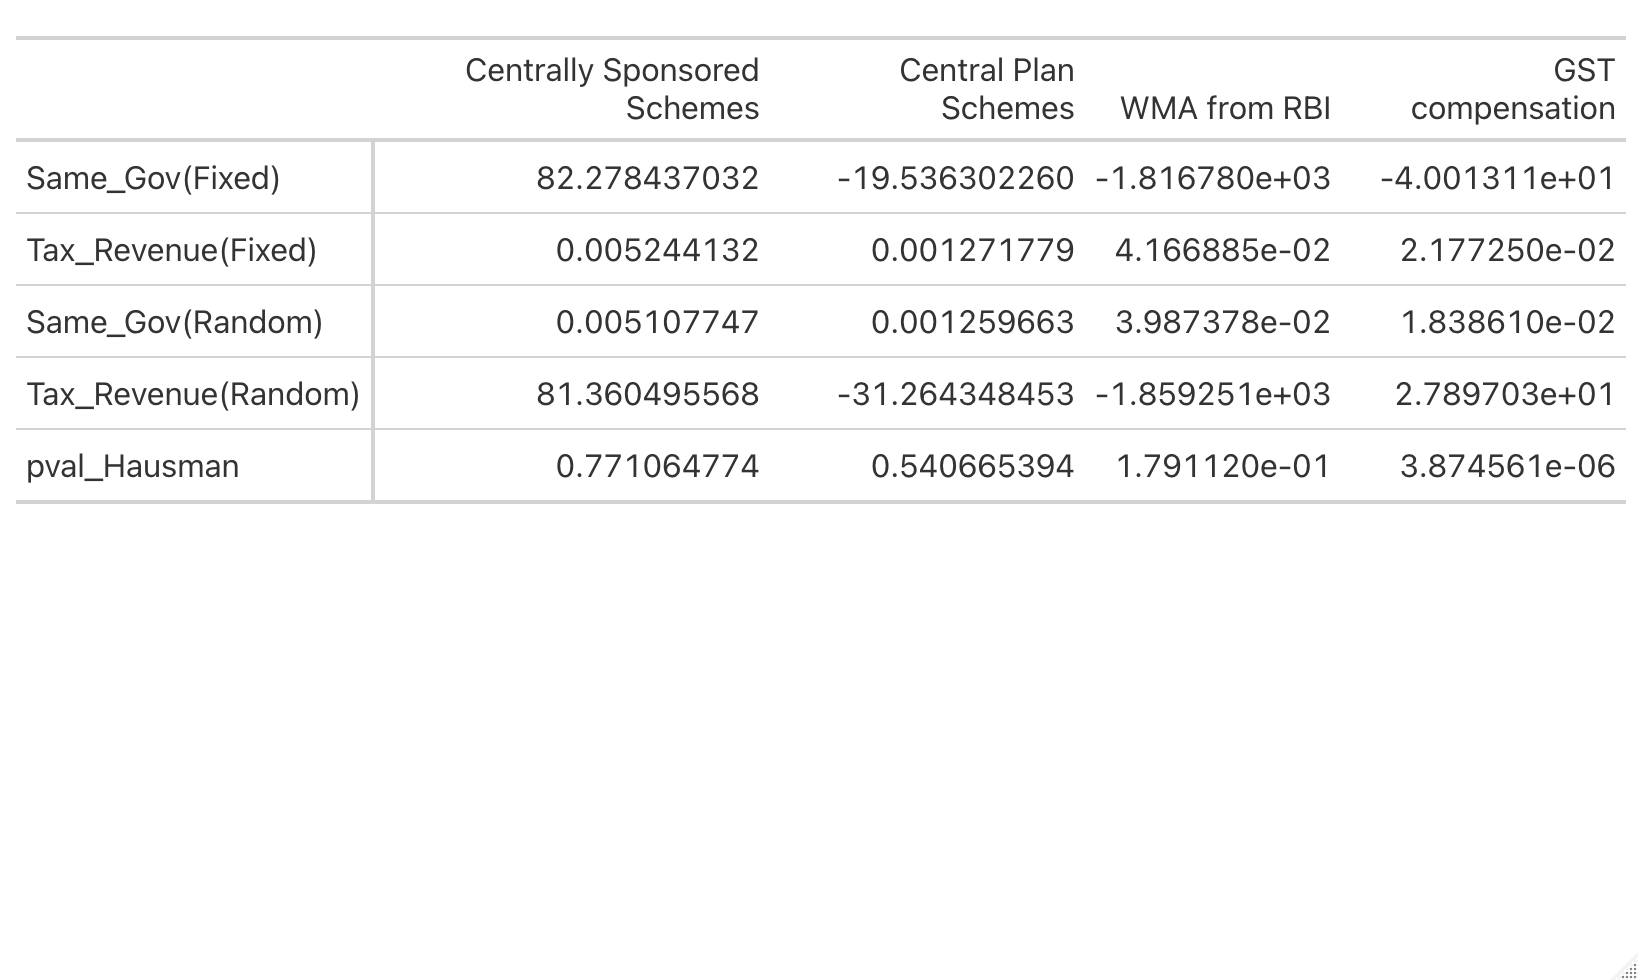 Centrally Sponsored Schemes Central Plan Schemes WMA from RBI GST compensation
Same_Gov(Fixed) 82.278437032 -19.536302260 -1.816780e+03 -4.001311e+01
Tax_Revenue(Fixed) 0.005244132 0.001271779 4.166885e-02 2.177250e-02
Same_Gov(Random) 0.005107747 0.001259663 3.987378e-02 1.838610e-02
Tax_Revenue(Random) 81.360495568 -31.264348453 -1.859251e+03 2.789703e+01
pval_Hausman 0.771064774 0.540665394 1.791120e-01 3.874561e-06